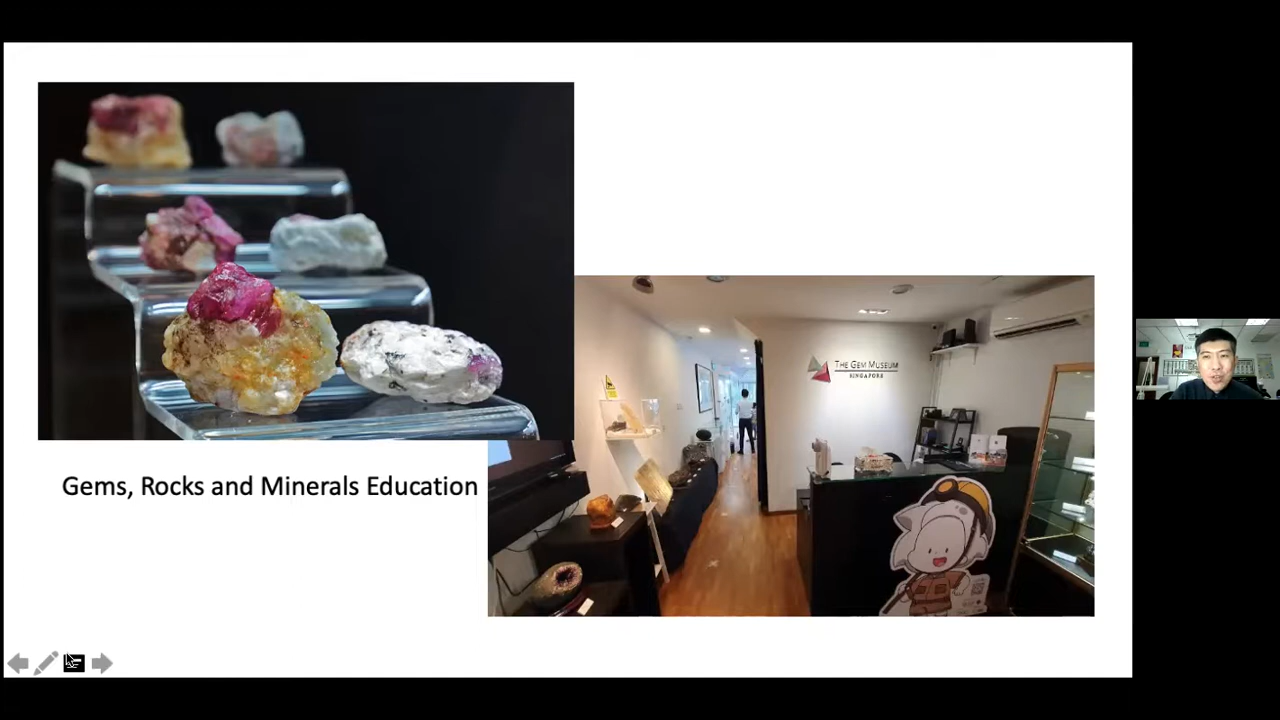 Gems, Rocks and Minerals Education
THE GEM MUSEUM
SINGAPORE